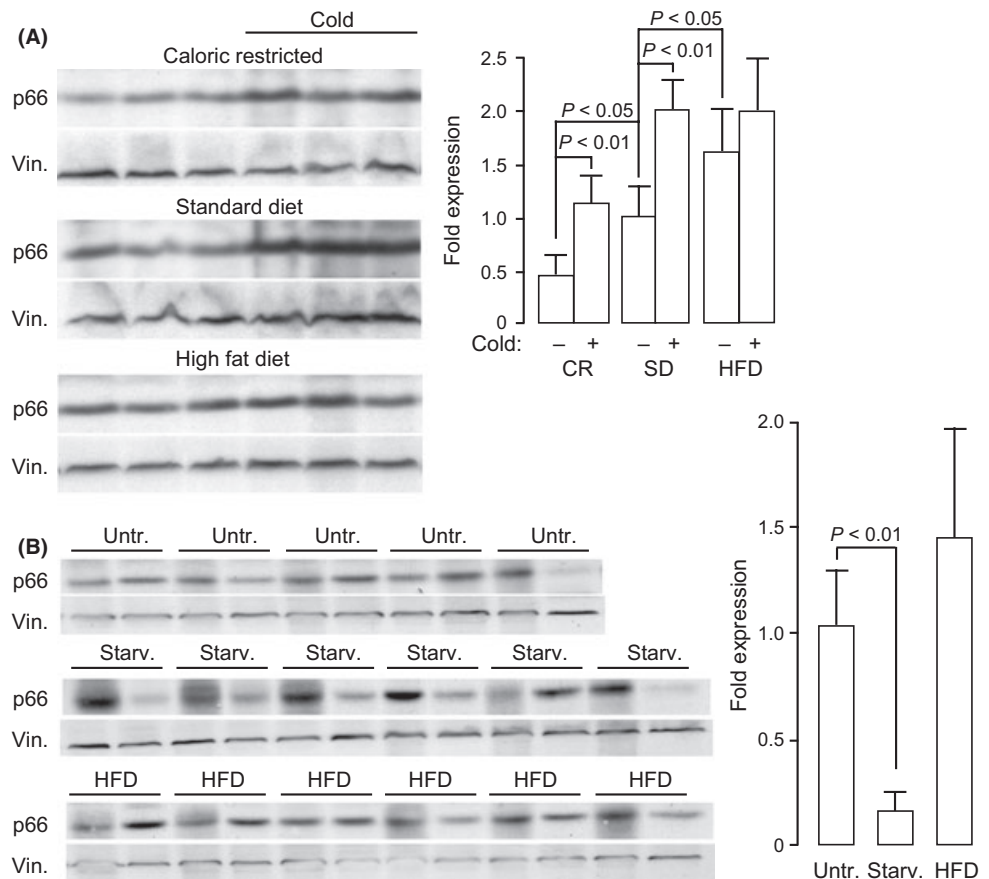 (A)
Cold
Caloric restricted
p66
Vin.
Standard diet
p66
Vin.
High fat diet
p66
Vin.
P < 0.05
P < 0.01
P < 0.05
P < 0.01
Fold expression
2.5
2.0
1.5
1.0
0.5
0
Cold: – + – + – +
CR SD HFD
(B)
Untr. Untr. Untr. Untr. Untr.
p66
Vin.
Starv. Starv. Starv. Starv. Starv. Starv.
p66
Vin.
HFD HFD HFD HFD HFD HFD
p66
Vin.
P < 0.01
Fold expression
2.0
1.5
1.0
0.5
0
Untr. Starv. HFD